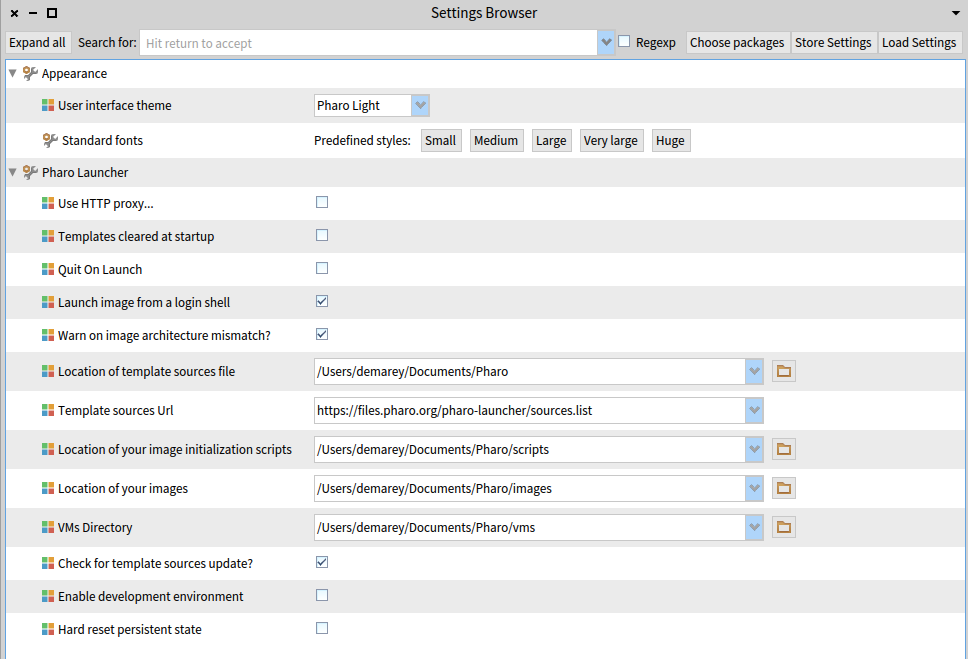 Settings Browser
Expand all Search for: Hit return to accept Regexp Choose packages Store Settings Load Settings
Appearance
User interface theme Pharo Light
Standard fonts Predefined styles: Small Medium Large Very large Huge
Pharo Launcher
Use HTTP proxy...
Templates cleared at startup
Quit On Launch
Launch image from a login shell
Warn on image architecture mismatch?
Location of template sources file /Users/demarey/Documents/Pharo
Template sources Url https://files.pharo.org/pharo-launcher/sources.list
Location of your image initialization scripts /Users/demarey/Documents/Pharo/scripts
Location of your images /Users/demarey/Documents/Pharo/images
VMs Directory /Users/demarey/Documents/Pharo/vms
Check for template sources update?
Enable development environment
Hard reset persistent state